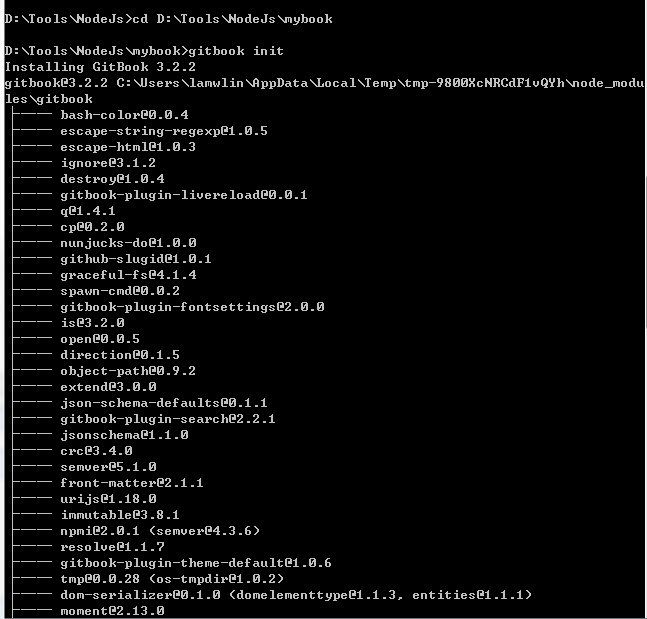 D:\Tools\NodeJs>cd D:\Tools\NodeJs\mybook
D:\Tools\NodeJs\mybook>gitbook init
Installing GitBook 3.2.2
gitbook@3.2.2 C:\Users\lamwlin\AppData\Local\Temp\tmp-9800XcNRCdF1vQYh\node_modu
les\gitbook
├── bash-color@0.0.4
├── escape-string-regexp@1.0.5
├── escape-html@1.0.3
├── ignore@3.1.2
├── destroy@1.0.4
├── gitbook-plugin-livereload@0.0.1
├── q@1.4.1
├── cp@0.2.0
├── nunjucks-do@1.0.0
├── github-slugid@1.0.1
├── graceful-fs@4.1.4
├── spawn-cmd@0.0.2
├── gitbook-plugin-fontsettings@2.0.0
├── is@3.2.0
├── open@0.0.5
├── direction@0.1.5
├── object-path@0.9.2
├── extend@3.0.0
├── json-schema-defaults@0.1.1
├── gitbook-plugin-search@2.2.1
├── jsonschema@1.1.0
├── crc@3.4.0
├── semver@5.1.0
├── front-matter@2.1.1
├── urijs@1.18.0
├── immutable@3.8.1
├── npmi@2.0.1 (semver@4.3.6)
├── resolve@1.1.7
├── gitbook-plugin-theme-default@1.0.6
├── tmp@0.0.28 (os-tmpdir@1.0.2)
├── dom-serializer@0.1.0 (domelementtype@1.1.3, entities@1.1.1)
├── moment@2.13.0